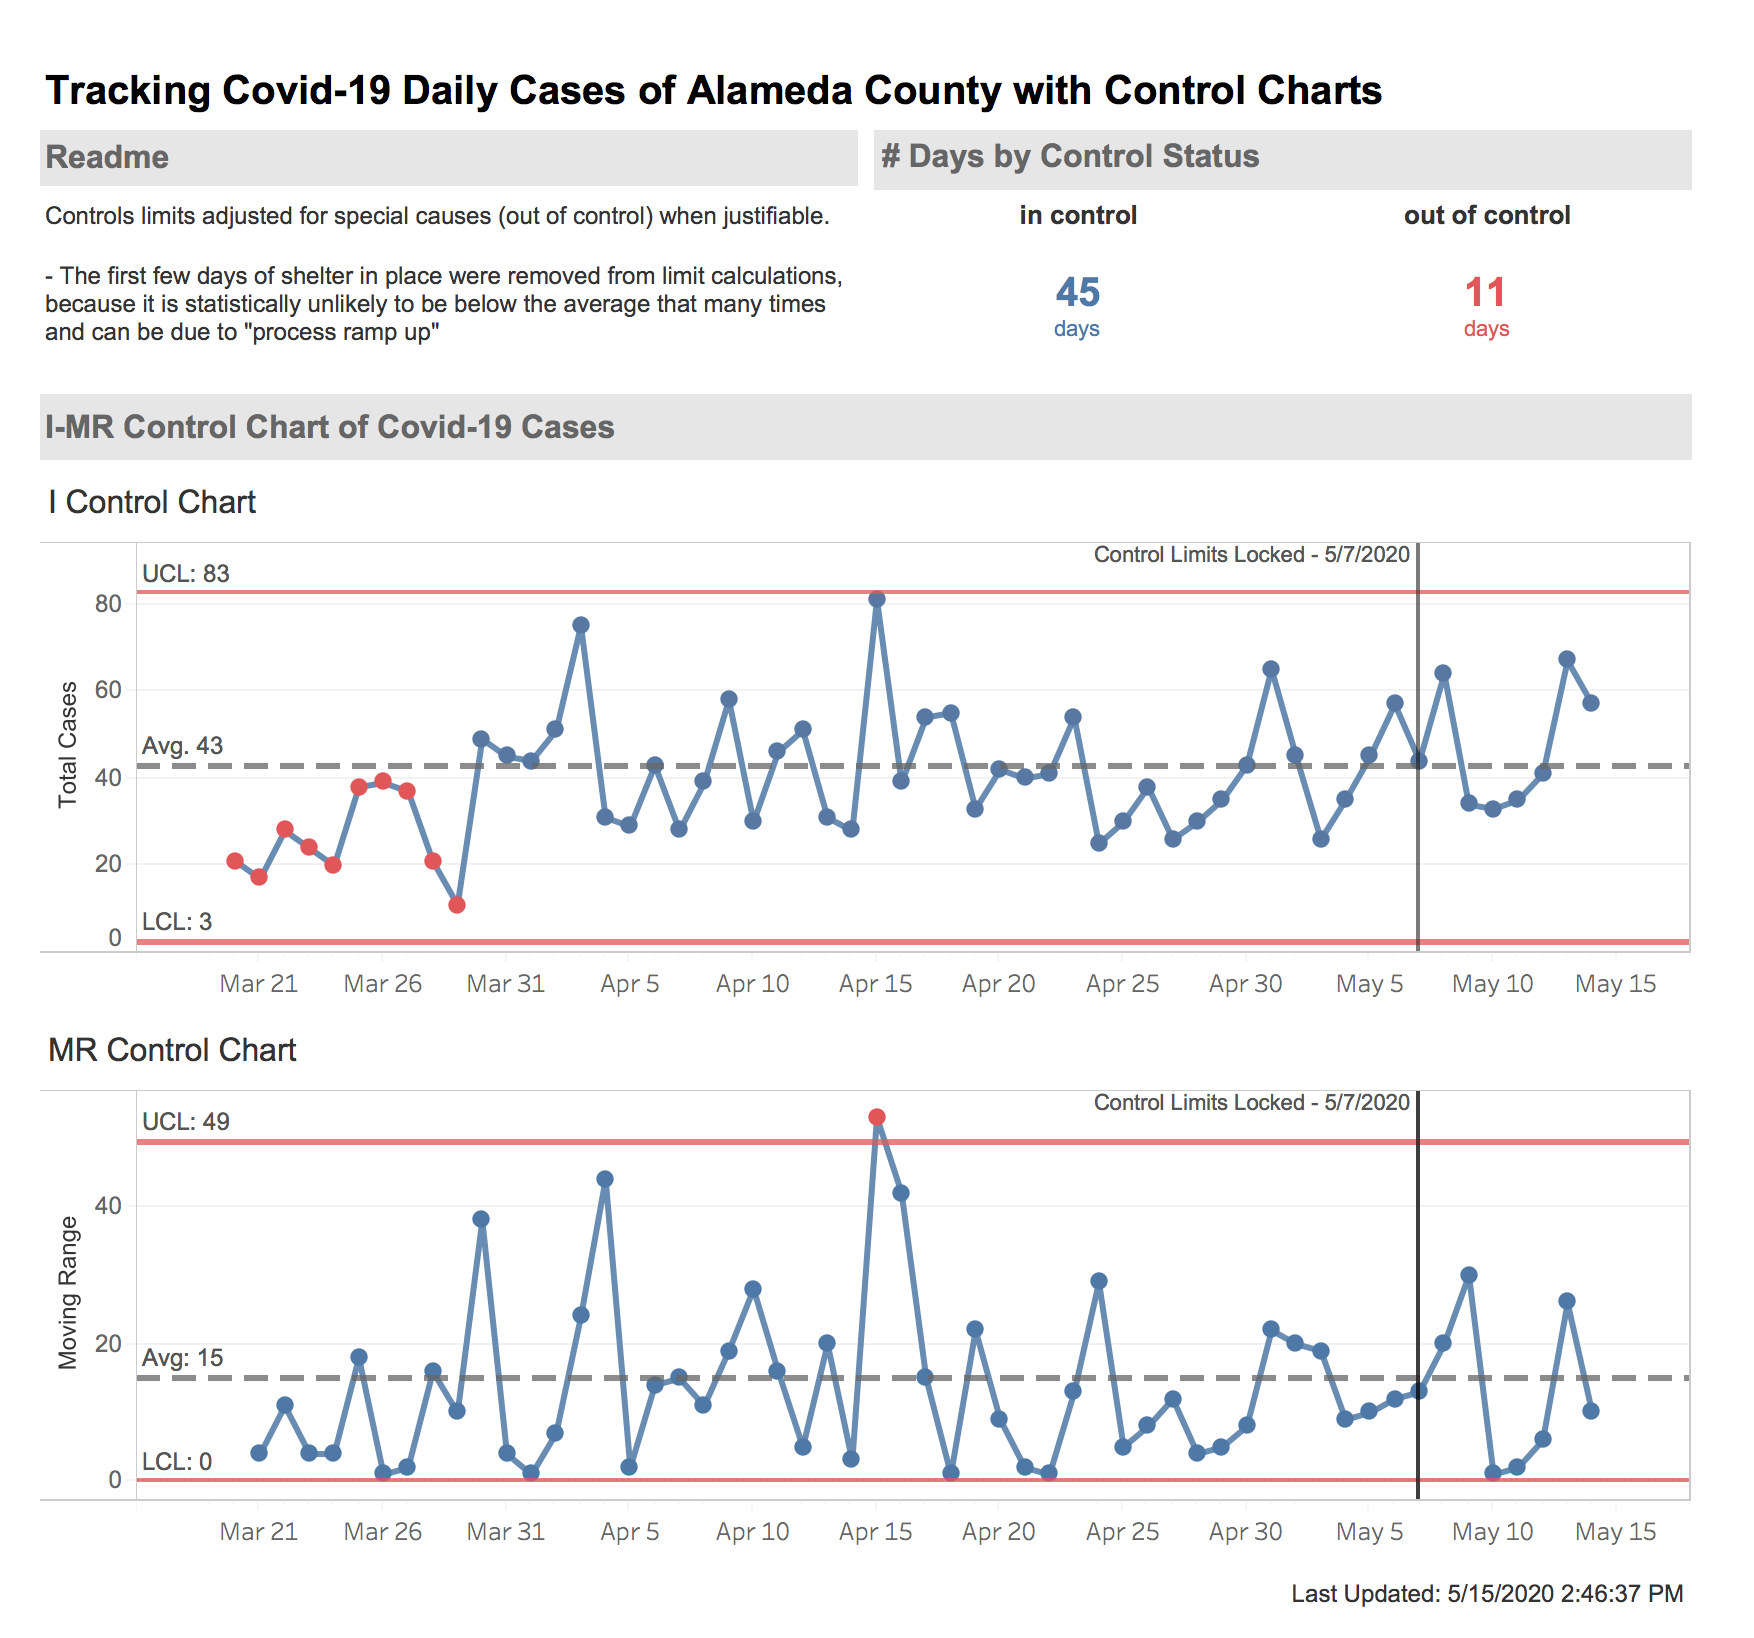 Tracking Covid-19 Daily Cases of Alameda County with Control Charts
Readme
Controls limits adjusted for special causes (out of control) when justifiable.
- The first few days of shelter in place were removed from limit calculations,
because it is statistically unlikely to be below the average that many times
and can be due to "process ramp up"
# Days by Control Status
in control
out of control
45
11
days
days
I-MR Control Chart of Covid-19 Cases
I Control Chart
Control Limits Locked - 5/7/2020
UCL: 83
80
60
Avg. 43
40
20
LCL: 3
0
Total Cases
Mar 21 Mar 26 Mar 31 Apr 5 Apr 10 Apr 15 Apr 20 Apr 25 Apr 30 May 5 May 10 May 15
MR Control Chart
Control Limits Locked - 5/7/2020
UCL: 49
40
20
Avg: 15
LCL: 0
0
Moving Range
Mar 21 Mar 26 Mar 31 Apr 5 Apr 10 Apr 15 Apr 20 Apr 25 Apr 30 May 5 May 10 May 15
Last Updated: 5/15/2020 2:46:37 PM